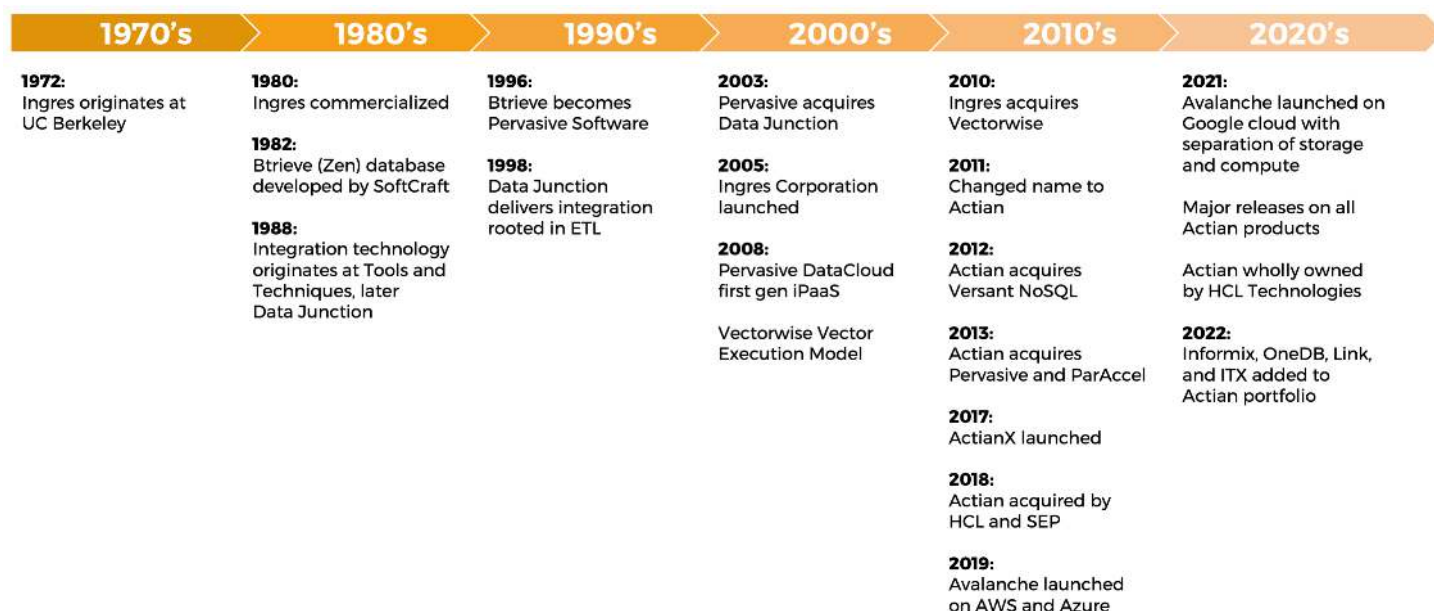 1970's
1980's
1990's
2000's
2010's
2020's
1972:
Ingres originates at
UC Berkeley
1980:
Ingres commercialized
1982:
Btrieve (Zen) database
developed by SoftCraft
1988:
Integration technology
originates at Tools and
Techniques, later
Data Junction
1996:
Btrieve becomes
Pervasive Software
1998:
Data Junction
delivers integration
rooted in ETL
2003:
Pervasive acquires
Data Junction
2005:
Ingres Corporation
launched
2008:
Pervasive DataCloud
first gen iPaaS
Vectorwise Vector
Execution Model
2010:
Ingres acquires
Vectorwise
2011:
Changed name to
Actian
2012:
Actian acquires
Versant NoSQL
2013:
Actian acquires
Pervasive and ParAccel
2017:
ActianX launched
2018:
Actian acquired by
HCL and SEP
2019:
Avalanche launched
on AWS and Azure
2021:
Avalanche launched on
Google cloud with
separation of storage
and compute
Major releases on all
Actian products
Actian wholly owned
by HCL Technologies
2022:
Informix, OneDB, Link,
and ITX added to
Actian portfolio